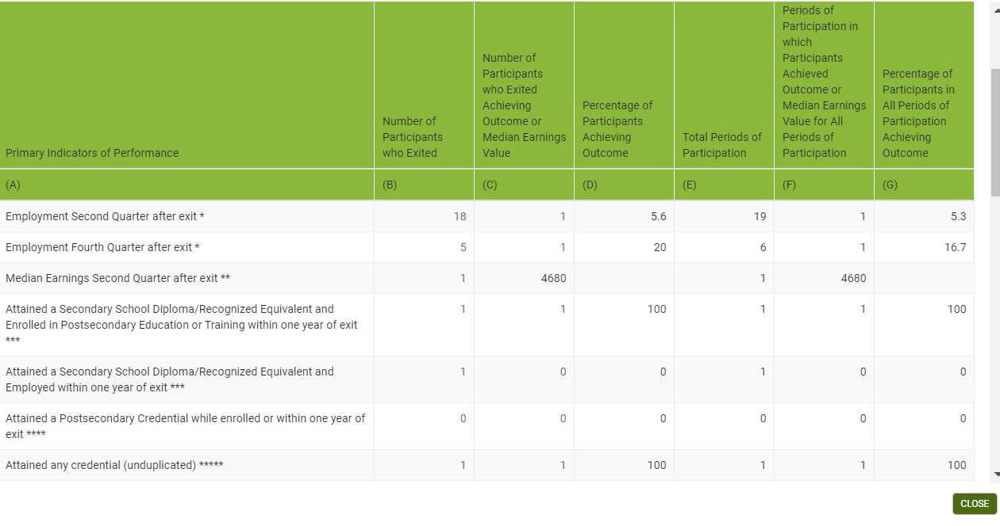 Primary Indicators of Performance
Number of
Participants
who Exited
Number of
Participants
who Exited
Achieving
Outcome or
Median Earnings
Value
Percentage of
Participants
Achieving
Outcome
Total Periods of
Participation
Periods of
Participation in
which
Participants
Achieved
Outcome or
Median Earnings
Value for All
Periods of
Participation
Percentage of
Participants in
All Periods of
Participation
Achieving
Outcome
(A) (B) (C) (D) (E) (F) (G)
Employment Second Quarter after exit * 18 1 5.6 19 1 5.3
Employment Fourth Quarter after exit * 5 1 20 6 1 16.7
Median Earnings Second Quarter after exit ** 1 4680 1 4680
Attained a Secondary School Diploma/Recognized Equivalent and 1 1 100 1 1 100
Enrolled in Postsecondary Education or Training within one year of exit
***
Attained a Secondary School Diploma/Recognized Equivalent and 1 0 0 1 0 0
Employed within one year of exit ***
Attained a Postsecondary Credential while enrolled or within one year of 0 0 0 0 0 0
exit ****
Attained any credential (unduplicated) ***** 1 1 100 1 1 100
CLOSE